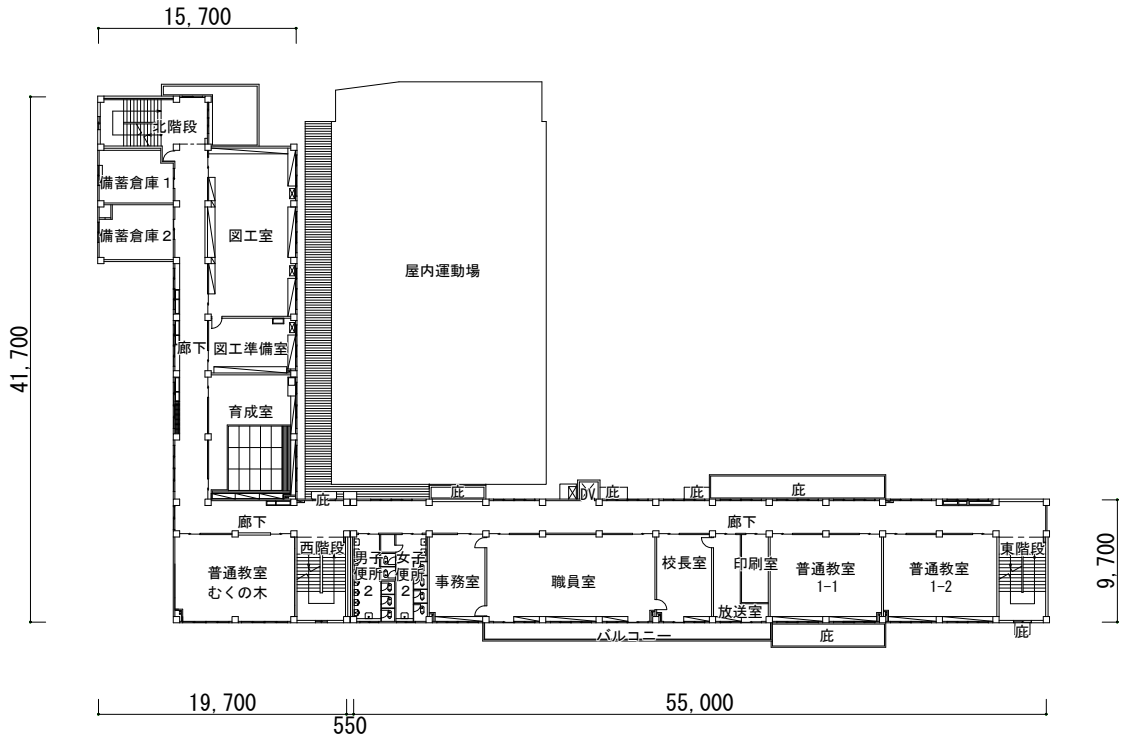 15,700
41,700
北階段
備蓄倉庫1
備蓄倉庫2
図工室
屋内運動場
廊下
図工準備室
育成室
庇
庇
DW
庇
庇
庇
廊下
廊下
9,700
西階段
男子
便所
2
女子
便所
2
事務室
職員室
校長室
印刷室
放送室
普通教室
むくの木
普通教室
1-1
普通教室
1-2
東階段
バルコニー
庇
庇
19,700
550
55,000